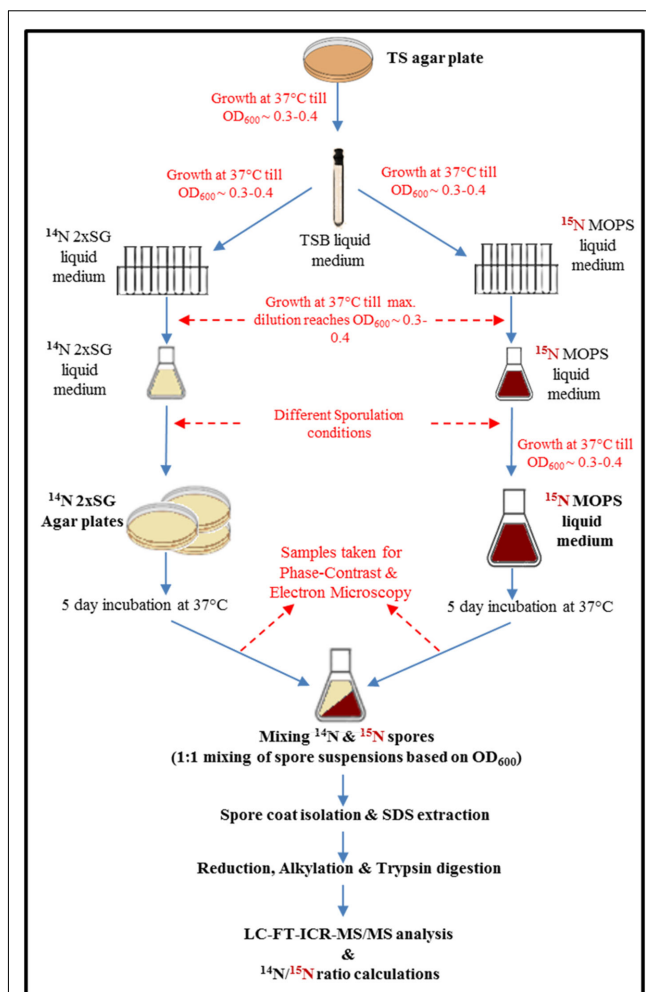 TS agar plate
Growth at 37°C till
OD₆₀₀ ~ 0.3-0.4
Growth at 37°C till
OD₆₀₀ ~ 0.3-0.4
Growth at 37°C till
OD₆₀₀ ~ 0.3-0.4
¹⁴N 2xSG
liquid
medium
TSB liquid
medium
¹⁵N MOPS
liquid
medium
Growth at 37°C till max.
dilution reaches OD₆₀₀ ~ 0.3-
0.4
¹⁴N 2xSG
liquid
medium
¹⁵N MOPS
liquid
medium
Different Sporulation
conditions
Growth at 37°C till
OD₆₀₀ ~ 0.3-0.4
¹⁴N 2xSG
Agar plates
¹⁵N MOPS
liquid
medium
Samples taken for
Phase-Contrast &
Electron Microscopy
5 day incubation at 37°C
5 day incubation at 37°C
Mixing ¹⁴N & ¹⁵N spores
(1:1 mixing of spore suspensions based on OD₆₀₀)
Spore coat isolation & SDS extraction
Reduction, Alkylation & Trypsin digestion
LC-FT-ICR-MS/MS analysis
&
¹⁴N/¹⁵N ratio calculations